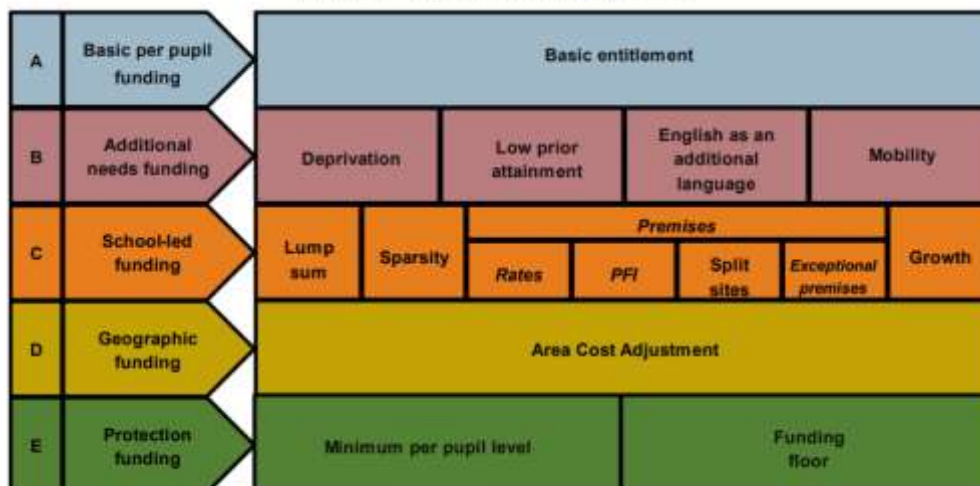 A
Basic per pupil
funding
Basic entitlement
B
Additional
needs funding
Deprivation
Low prior
attainment
English as an
additional
language
Mobility
C
School-led
funding
Lump
sum
Sparsity
Premises
Rates
PFI
Split
sites
Exceptional
premises
Growth
D
Geographic
funding
Area Cost Adjustment
E
Protection
funding
Minimum per pupil level
Funding
floor